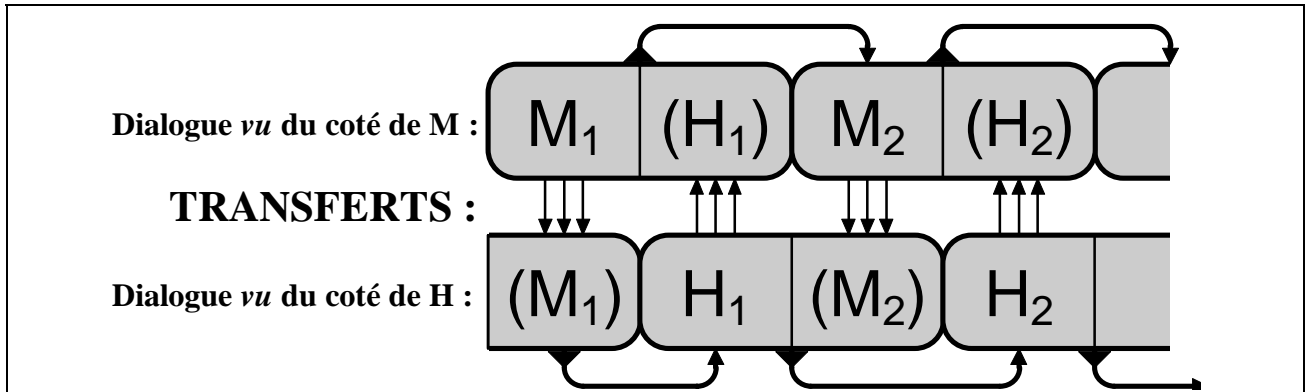 Dialogue vu du coté de M : M₁ (H₁) M₂ (H₂)
TRANSFERTS :
Dialogue vu du coté de H : (M₁) H₁ (M₂) H₂